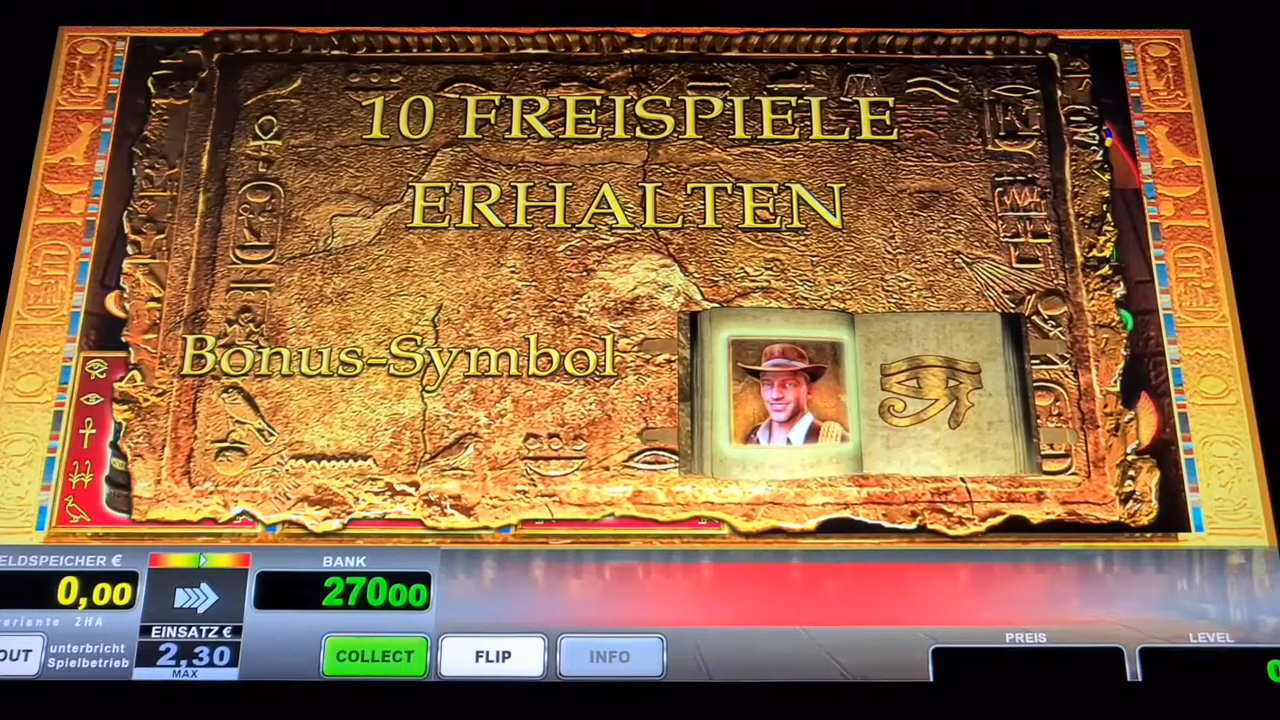 10 FREISPIELE
ERHALTEN
Bonus-Symbol
ELDSPEICHER €
BANK
0,00
27000
ariante 2HA
EINSATZ €
2,30
MAX
OUT
unterbricht
Spielbetrieb
COLLECT
FLIP
INFO
PREIS
LEVEL
0